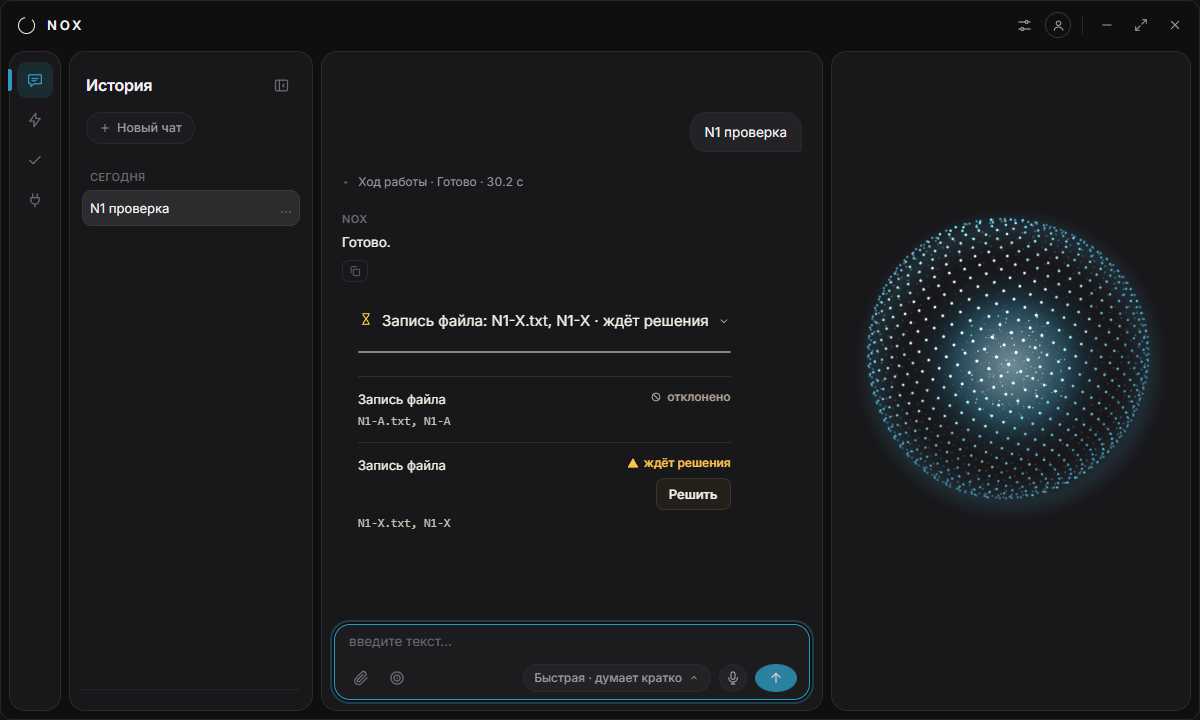 NOX
История
+ Новый чат
СЕГОДНЯ
N1 проверка
...
N1 проверка
Ход работы · Готово · 30.2 с
NOX
Готово.
Запись файла: N1-X.txt, N1-X · ждёт решения
Запись файла
отклонено
N1-A.txt, N1-A
Запись файла
ждёт решения
Решить
N1-X.txt, N1-X
введите текст...
Быстрая · думает кратко